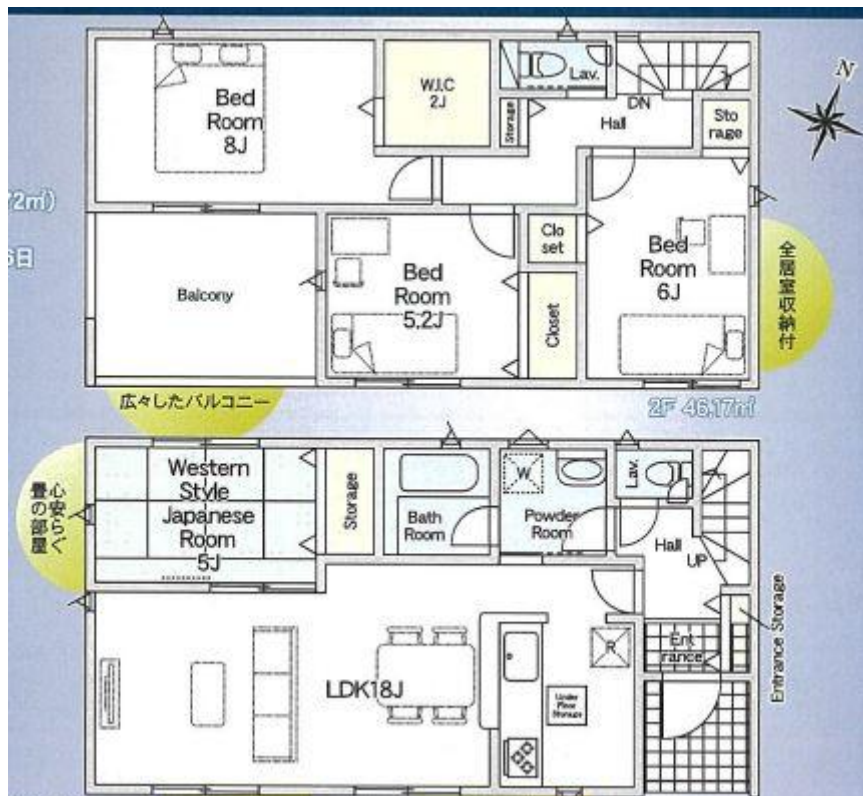 Bed
Room
8J
W.I.C
2J
Lav.
Storage
DN
Hall
Sto
rage
N
72㎡)
6日
Balcony
Bed
Room
5.2J
Clo
set
Closet
Bed
Room
6J
全居室収納付
広々したバルコニー
2F 46.17㎡
心安らぐ
畳の部屋
Western
Style
Japanese
Room
5J
Storage
Bath
Room
W
Powder
Room
Lav.
Hall
UP
Ent
rance
Entrance Storage
LDK18J
R
Under
Floor
Storage